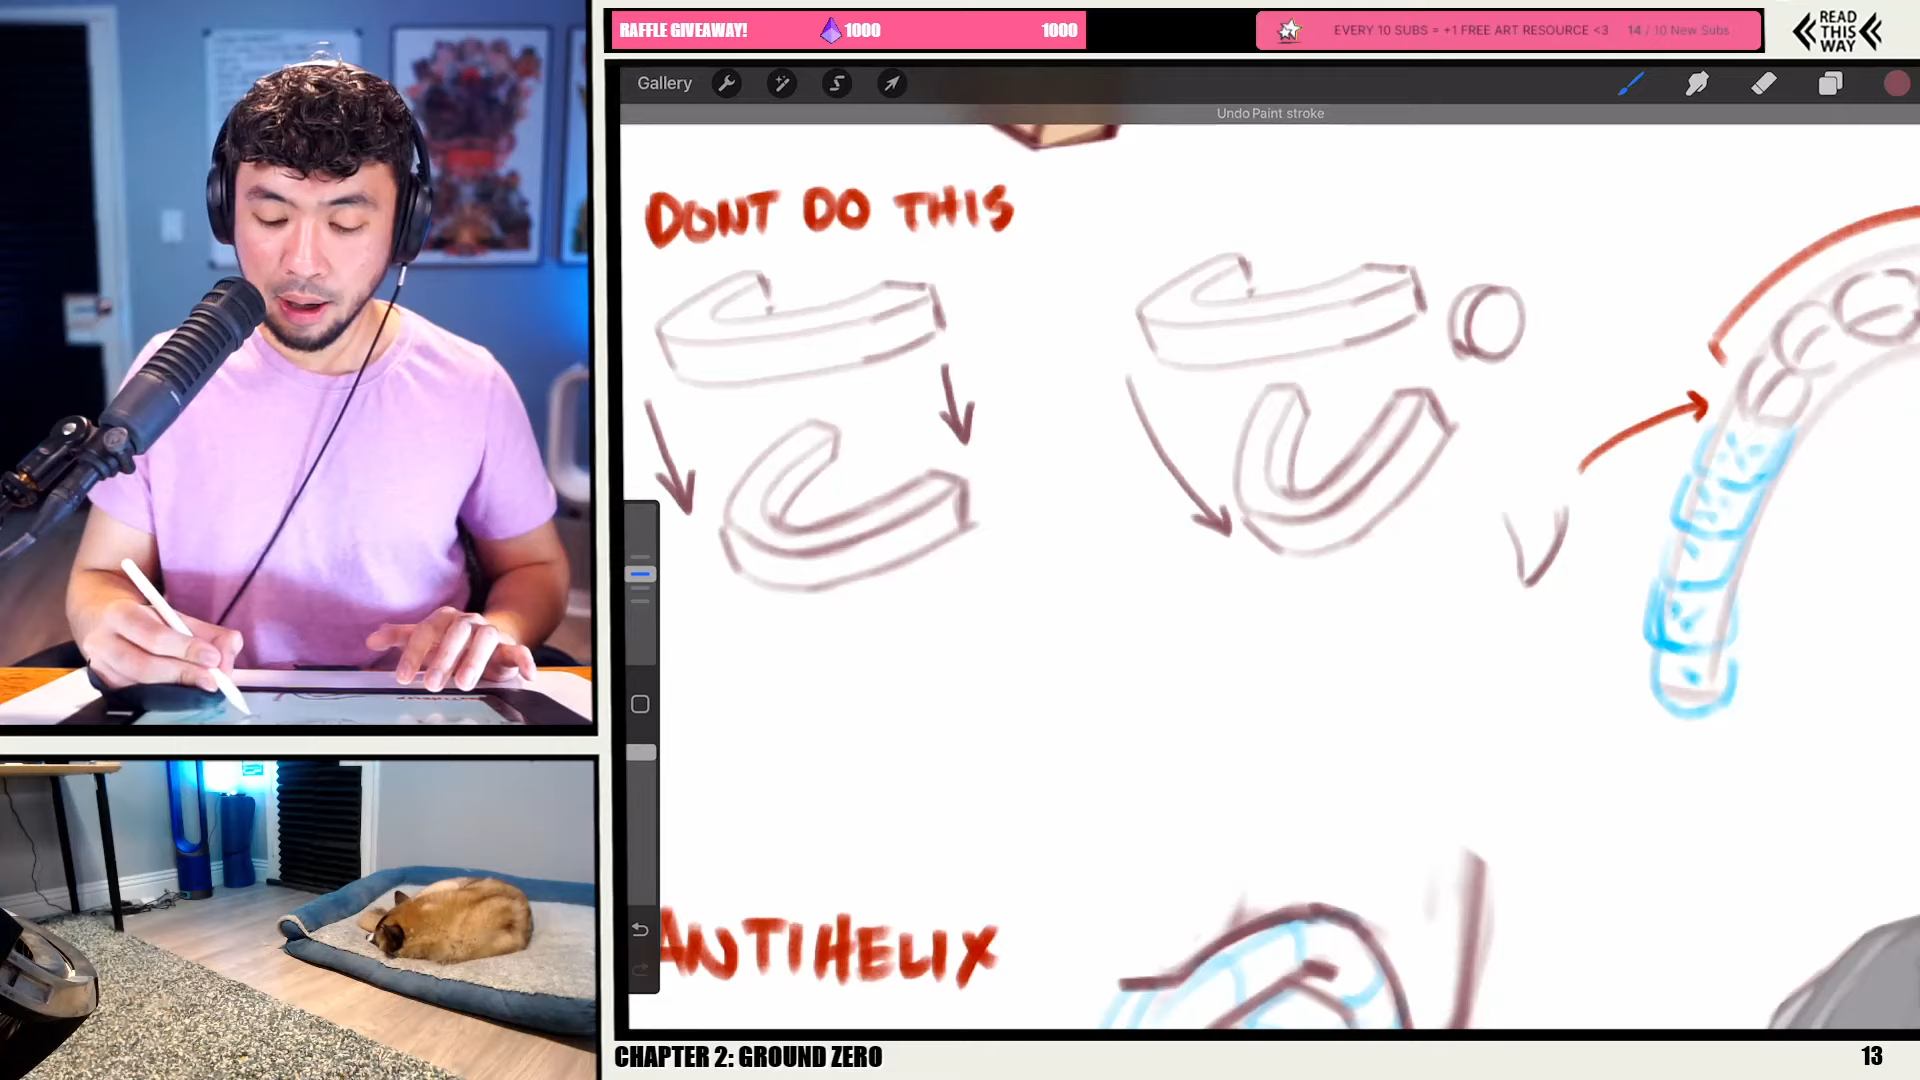 RAFFLE GIVEAWAY!
1000
1000
EVERY 10 SUBS = +1 FREE ART RESOURCE <3
14 / 10 New Subs
READ
THIS
WAY
Gallery
Undo Paint stroke
DONT DO THIS
ANTIHELIX
CHAPTER 2: GROUND ZERO
13